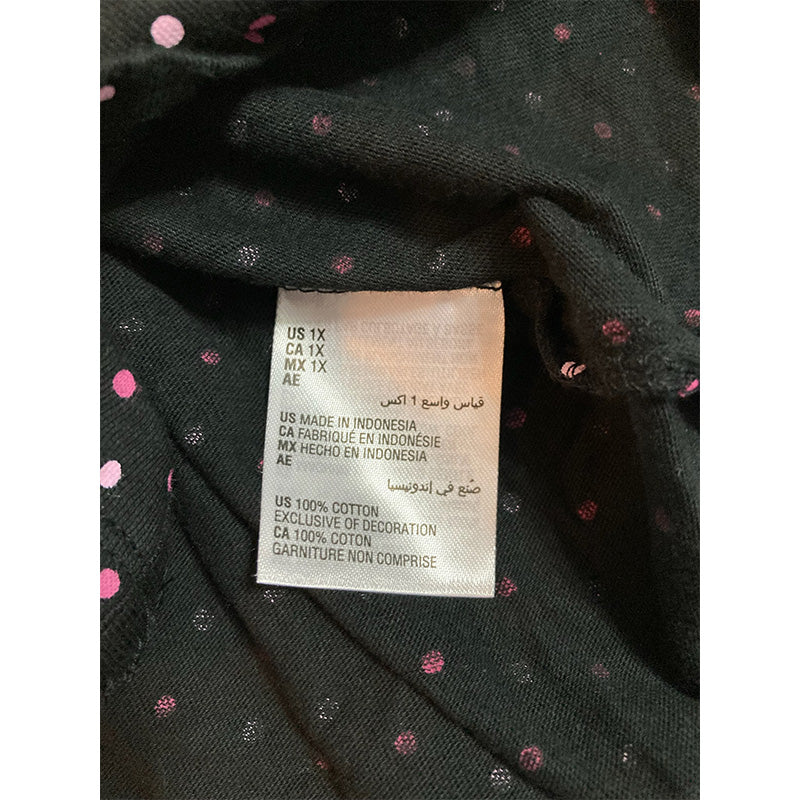 US 1X
CA 1X
MX 1X
AE
قياس واسع 1 اكس
US MADE IN INDONESIA
CA FABRIQUÉ EN INDONÉSIE
MX HECHO EN INDONESIA
AE
صُنع في إندونيسيا
US 100% COTTON
EXCLUSIVE OF DECORATION
CA 100% COTON
GARNITURE NON COMPRISE